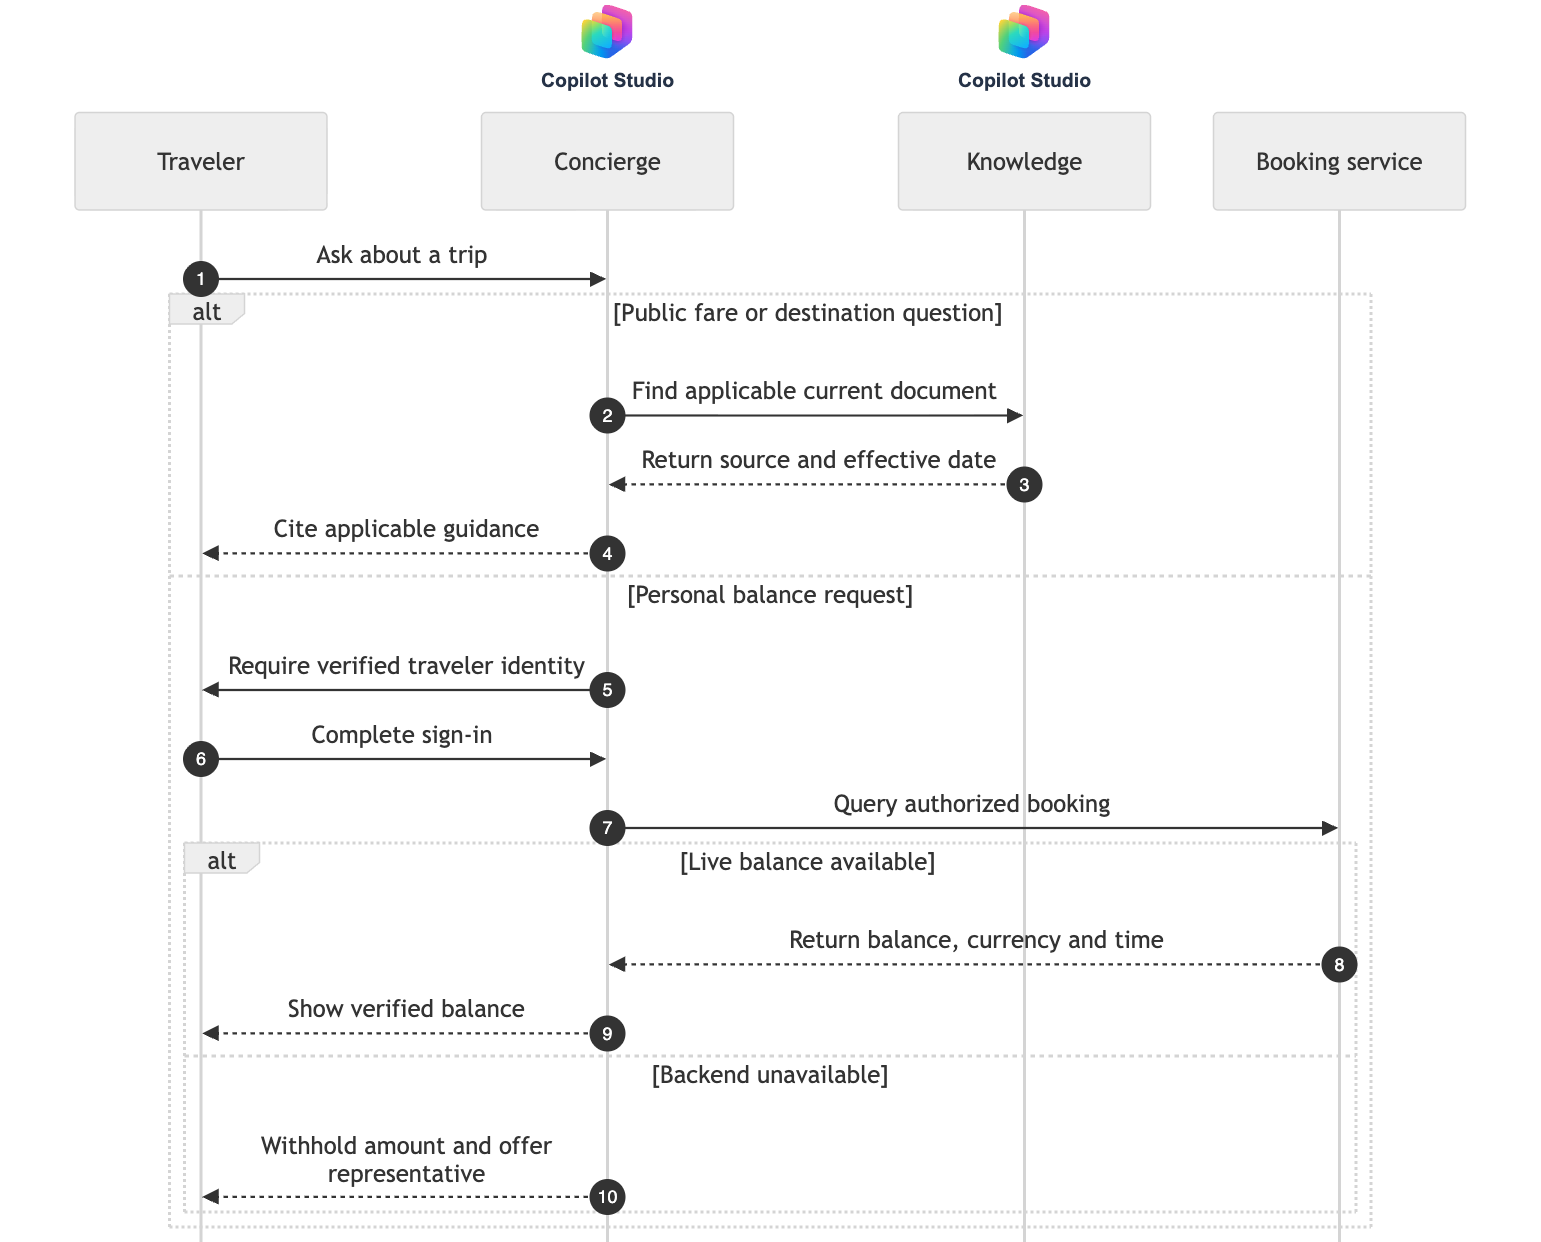 Copilot Studio
Copilot Studio
Traveler
Concierge
Knowledge
Booking service
Ask about a trip
1
alt
[Public fare or destination question]
Find applicable current document
2
Return source and effective date
3
Cite applicable guidance
4
[Personal balance request]
Require verified traveler identity
5
Complete sign-in
6
Query authorized booking
7
alt
[Live balance available]
Return balance, currency and time
8
Show verified balance
9
[Backend unavailable]
Withhold amount and offer
representative
10